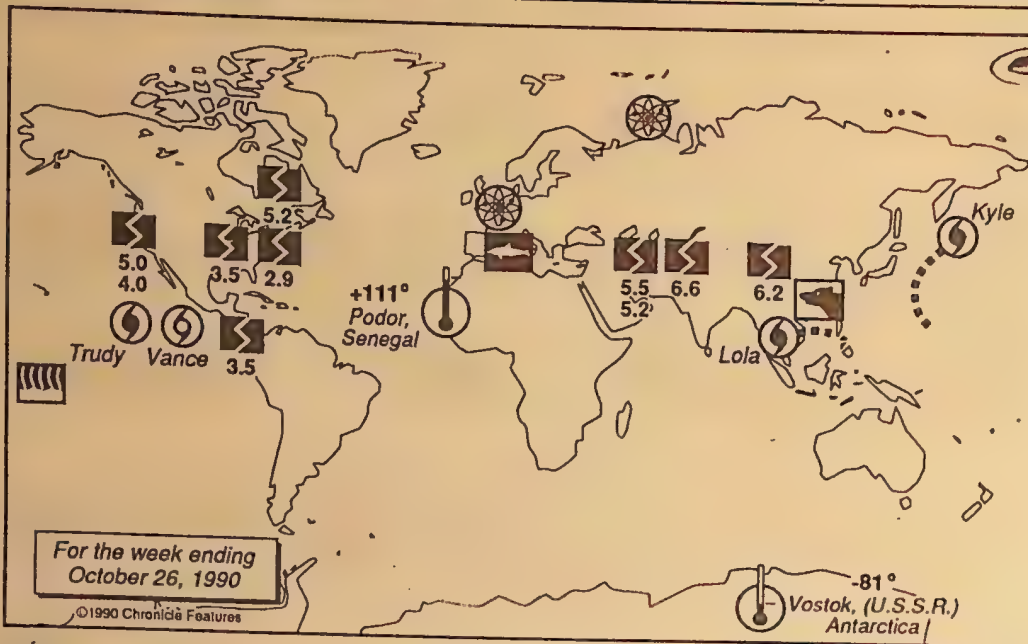 Kyle
5.2
5.0
4.0
3.5
2.9
+111°
Podor,
Senegal
5.5
5.2
6.6
6.2
Trudy
Vance
3.5
Lola
For the week ending
October 26, 1990
©1990 Chronicle Features
-81°
Vostok, (U.S.S.R.)
Antarctica